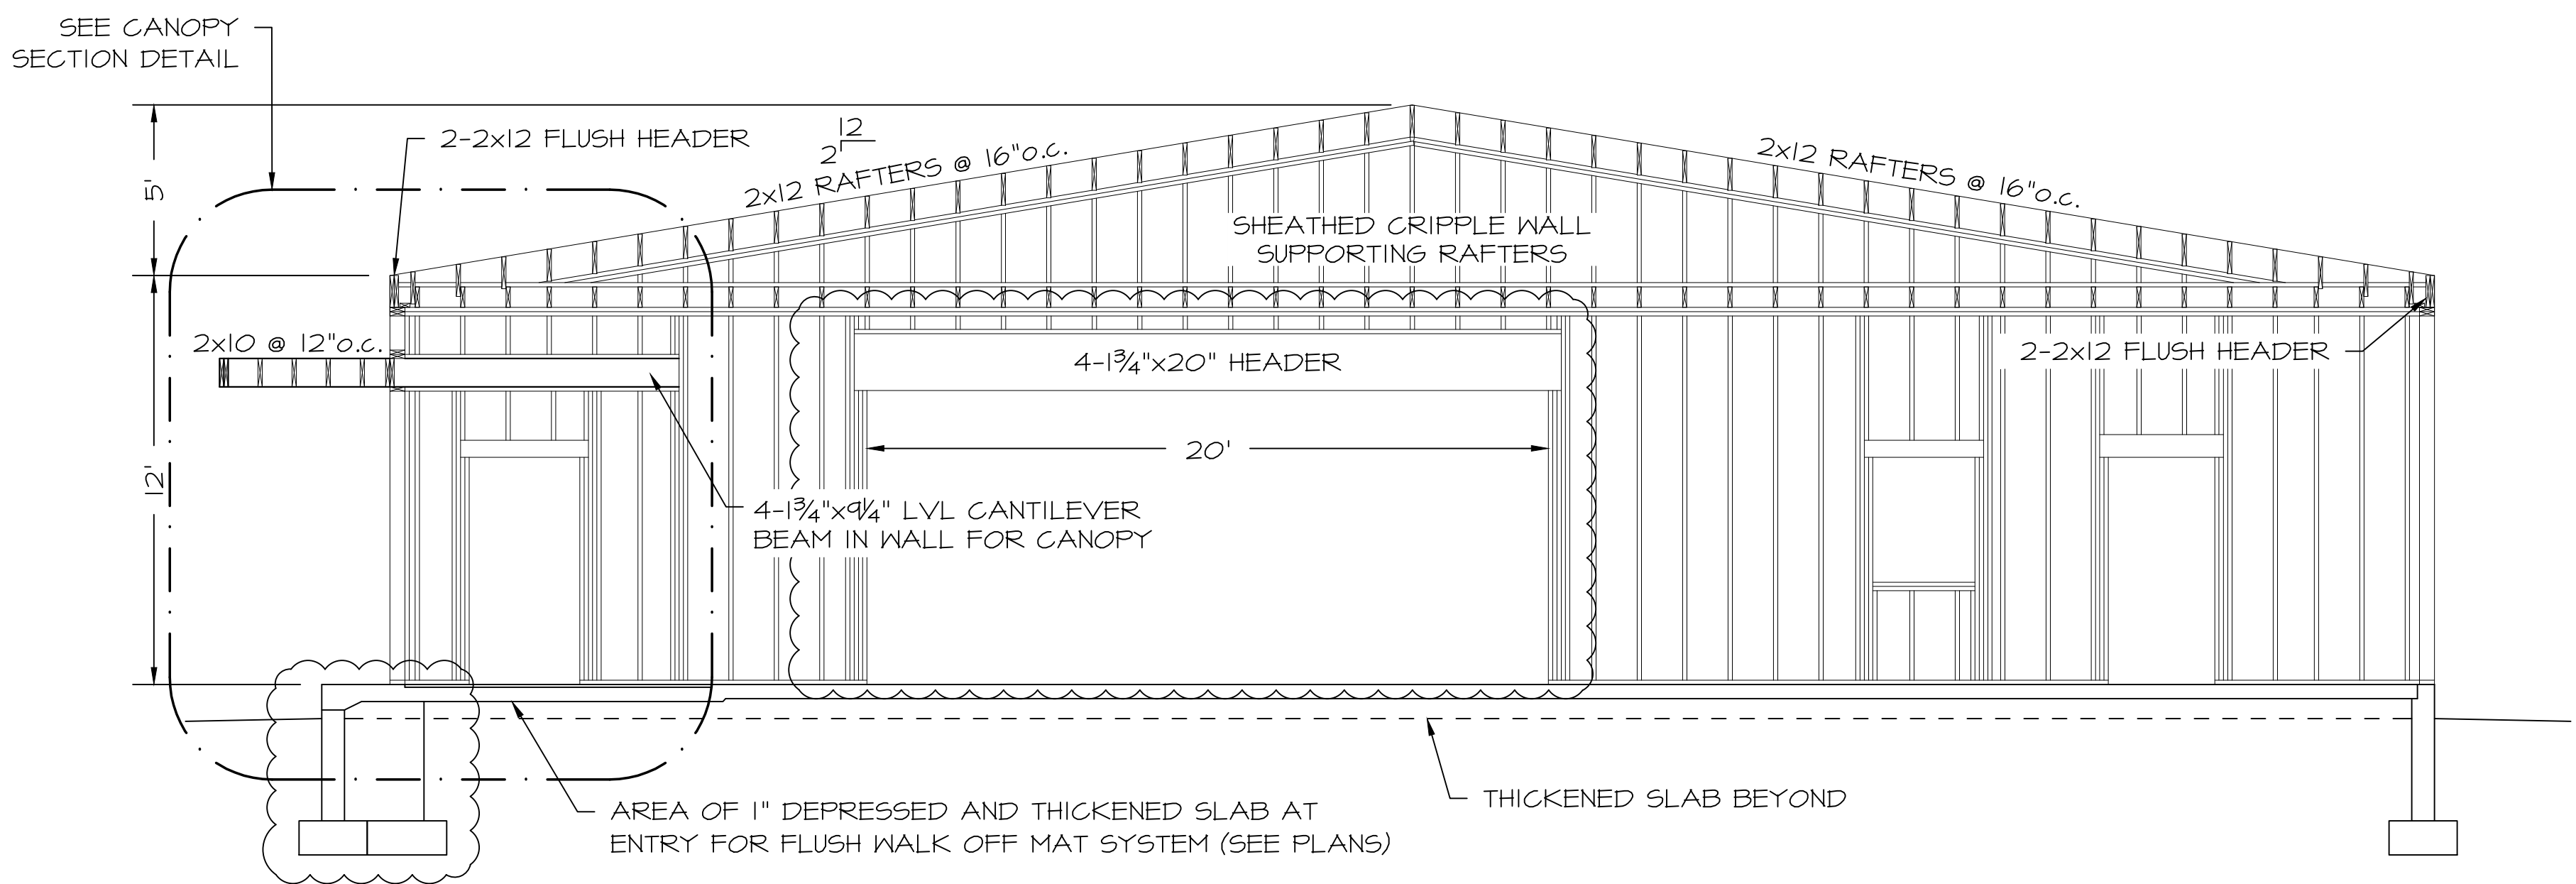 SEE CANOPY
SECTION DETAIL
2-2x12 FLUSH HEADER
12
2
2x12 RAFTERS @ 16"o.c.
2x12 RAFTERS @ 16"o.c.
5'
SHEATHED CRIPPLE WALL
SUPPORTING RAFTERS
2x10 @ 12"o.c.
4-1¾"x20" HEADER
2-2x12 FLUSH HEADER
20'
12'
4-1¾"x9¼" LVL CANTILEVER
BEAM IN WALL FOR CANOPY
THICKENED SLAB BEYOND
AREA OF 1" DEPRESSED AND THICKENED SLAB AT
ENTRY FOR FLUSH WALK OFF MAT SYSTEM (SEE PLANS)